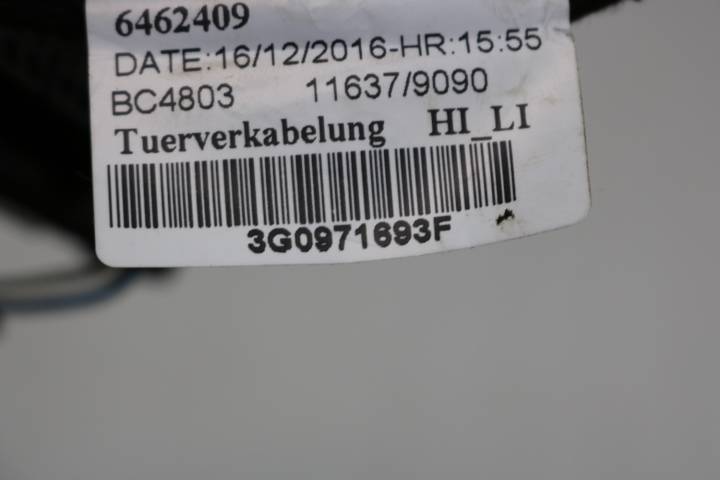 6462409
DATE:16/12/2016-HR:15:55
BC4803 11637/9090
Tuerverkabelung HI_LI
3G0971693F